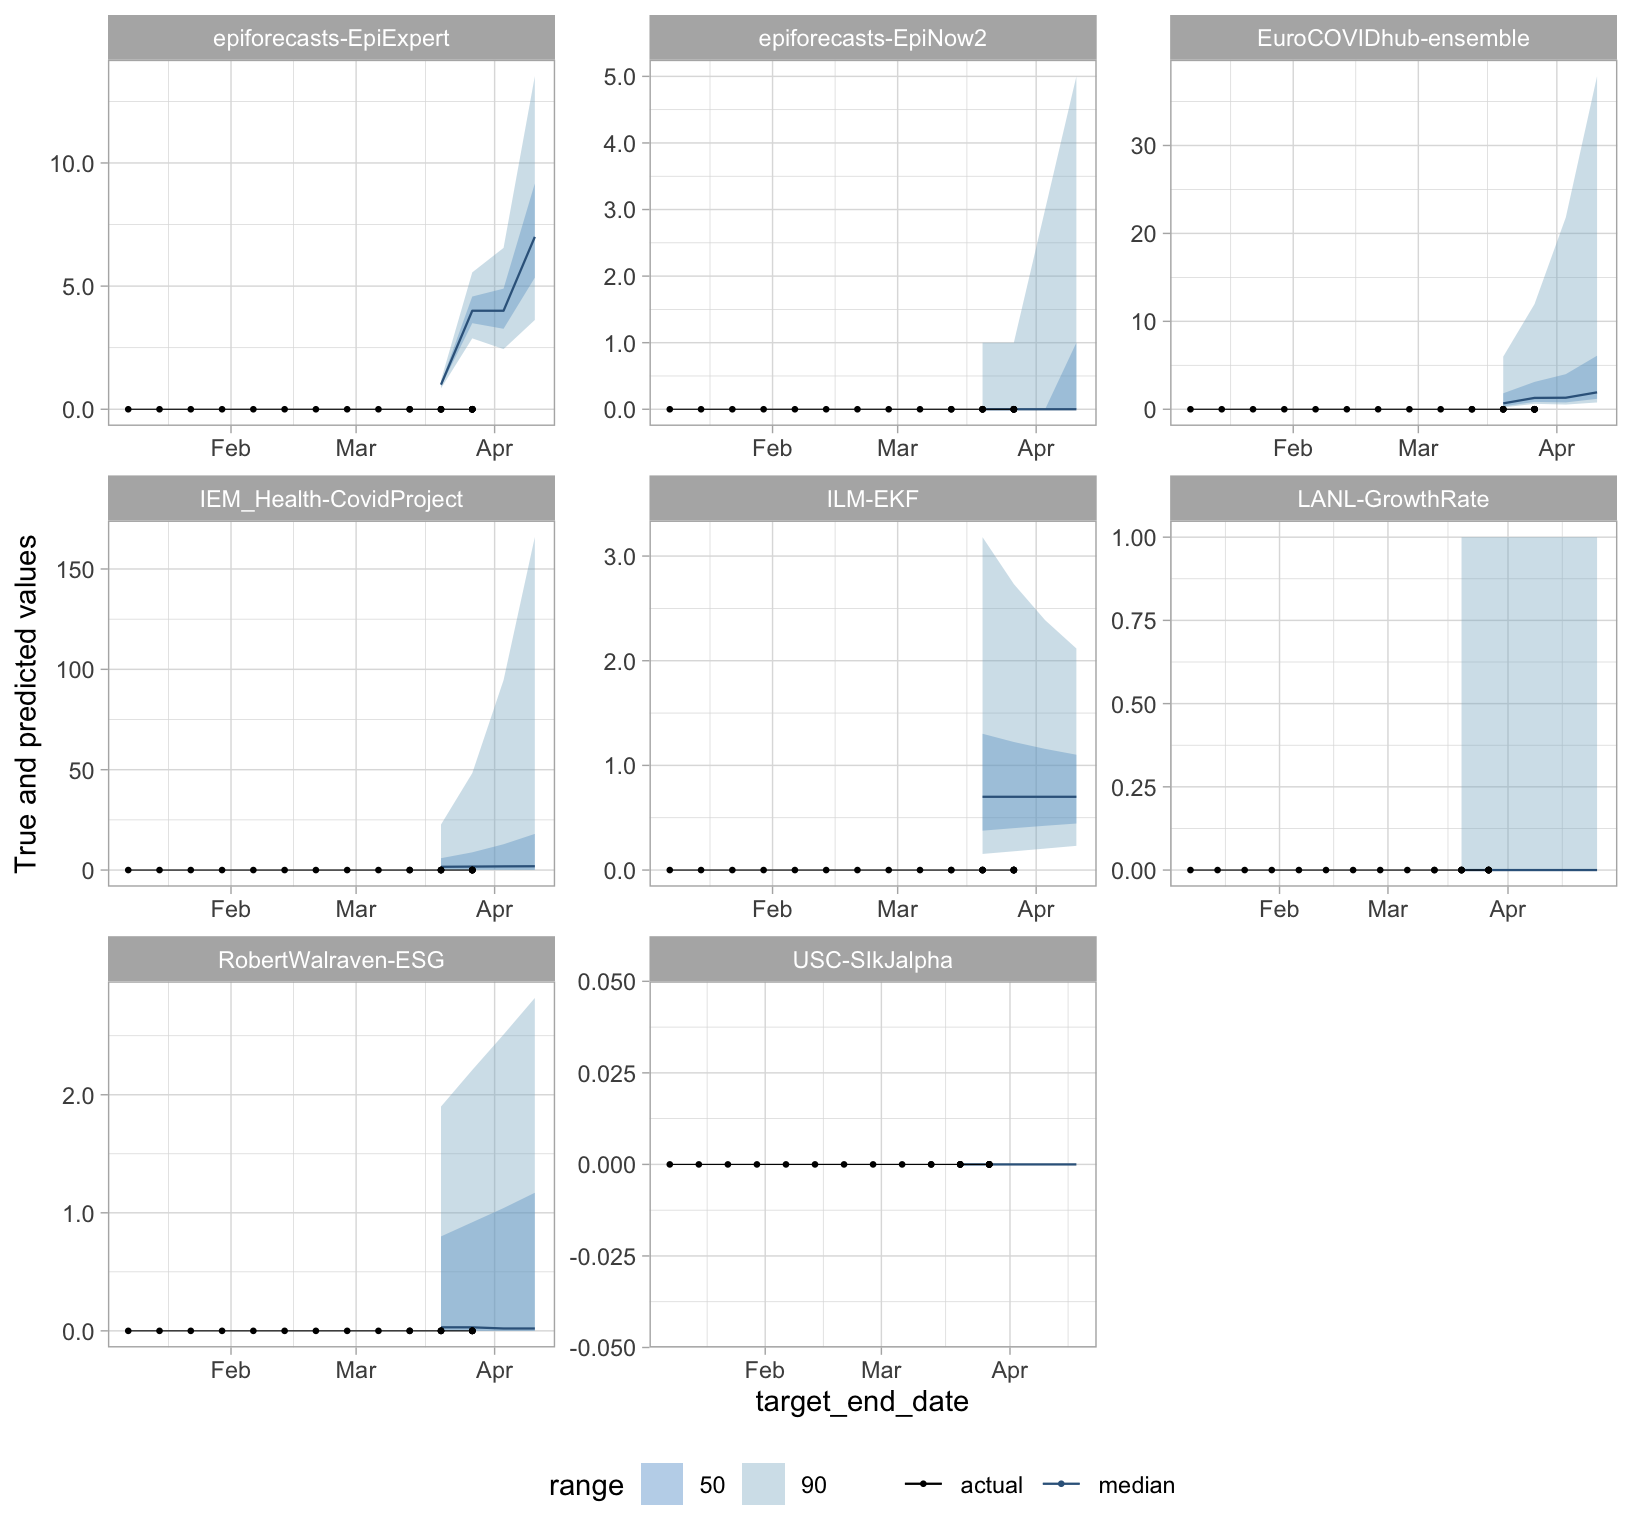 epiforecasts-EpiExpert
epiforecasts-EpiNow2
EuroCOVIDhub-ensemble
10.0
5.0
0.0
Feb Mar Apr
5.0
4.0
3.0
2.0
1.0
0.0
Feb Mar Apr
30
20
10
0
Feb Mar Apr
True and predicted values
IEM_Health-CovidProject
ILM-EKF
LANL-GrowthRate
150
100
50
0
Feb Mar Apr
3.0
2.0
1.0
0.0
Feb Mar Apr
1.00
0.75
0.50
0.25
0.00
Feb Mar Apr
RobertWalraven-ESG
USC-SIkJalpha
2.0
1.0
0.0
Feb Mar Apr
0.050
0.025
0.000
-0.025
-0.050
Feb Mar Apr
target_end_date
range 50 90 actual median